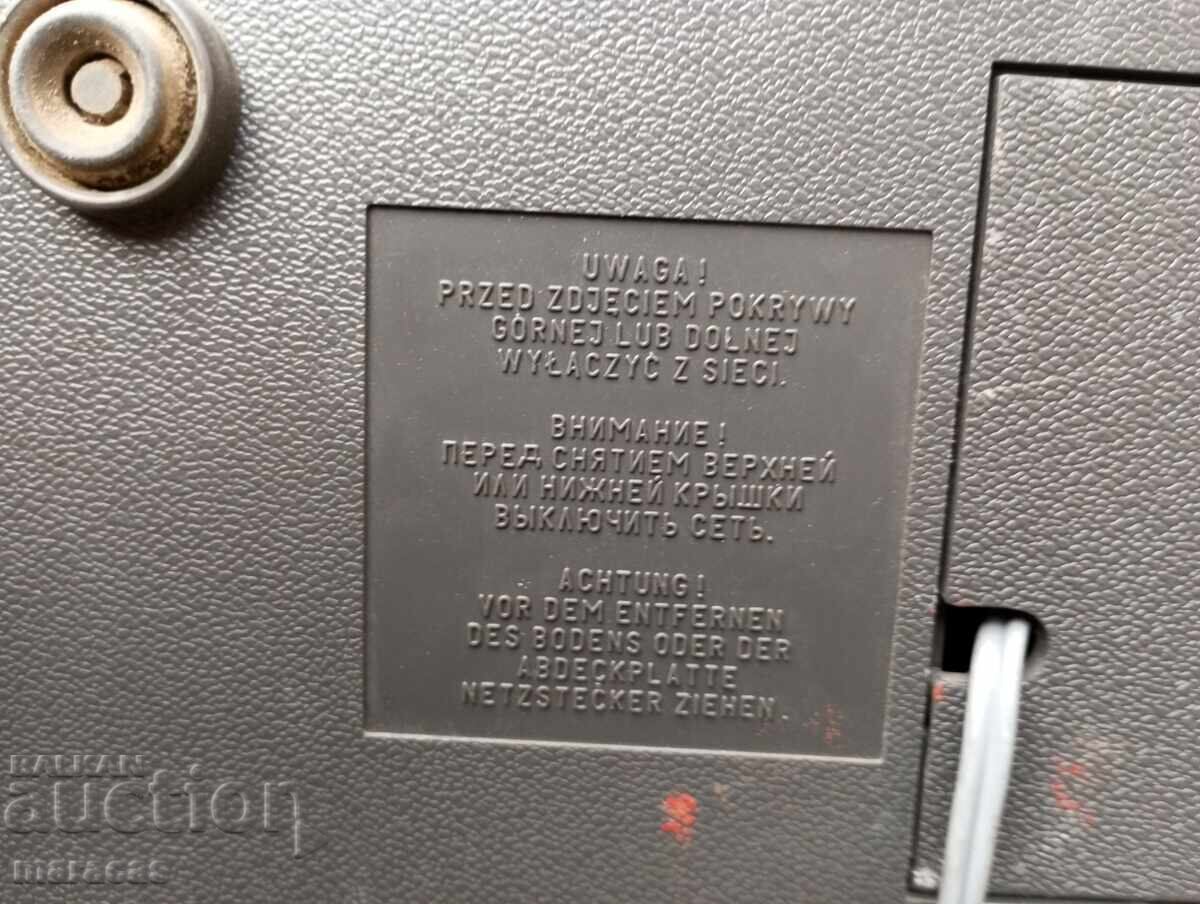 UWAGA!
PRZED ZDJĘCIEM POKRYWY
GÓRNEJ LUB DOLNEJ
WYŁĄCZYĆ Z SIECI.
ВНИМАНИЕ!
ПЕРЕД СНЯТИЕМ ВЕРХНЕЙ
ИЛИ НИЖНЕЙ КРЫШКИ
ВЫКЛЮЧИТЬ СЕТЬ.
ACHTUNG!
VOR DEM ENTFERNEN
DES BODENS ODER DER
ABDECKPLATTE
NETZSTECKER ZIEHEN.
BALKAN
auction
maracas